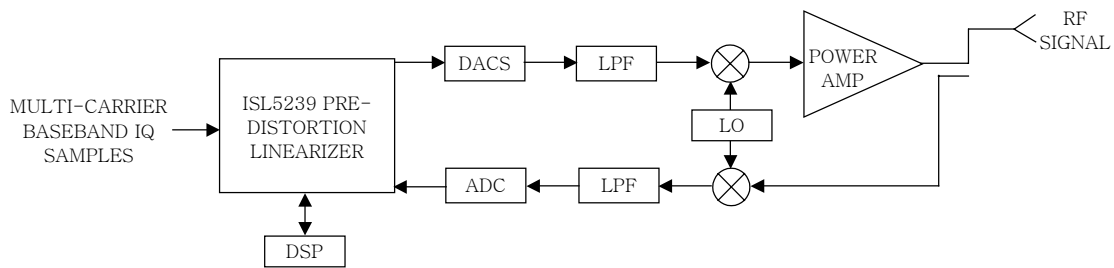 MULTI-CARRIER
BASEBAND IQ
SAMPLES
ISL5239 PRE-
DISTORTION
LINEARIZER
DSP
DACS
LPF
POWER
AMP
RF
SIGNAL
LO
ADC
LPF